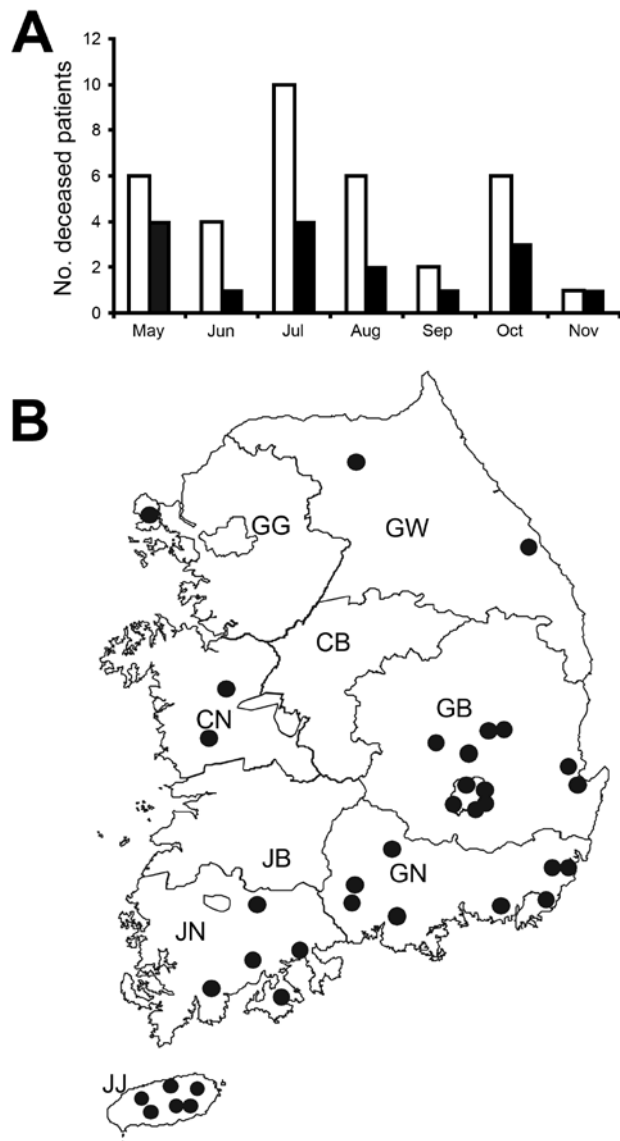 A
No. deceased patients
12
10
8
6
4
2
0
May Jun Jul Aug Sep Oct Nov
B
GG
GW
CB
GB
CN
JB
GN
JN
JJ